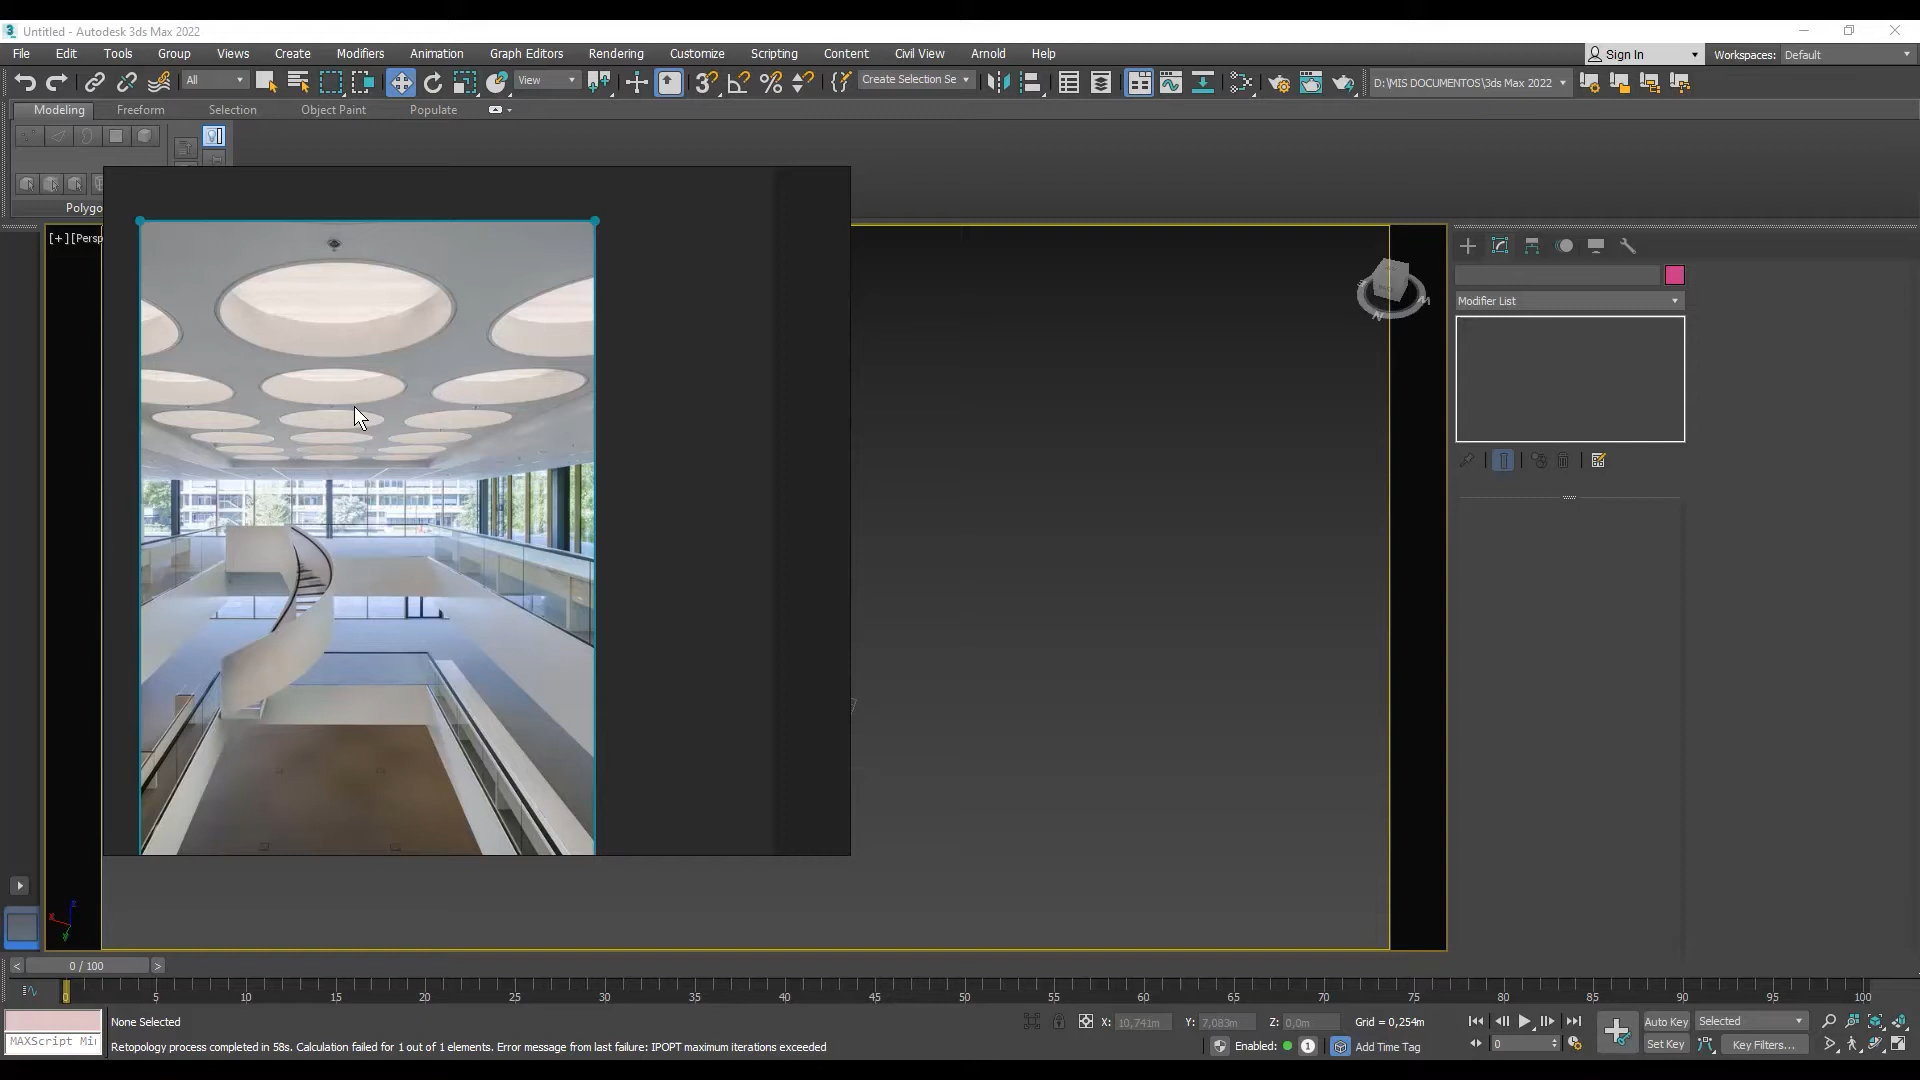 Untitled - Autodesk 3ds Max 2022
File Edit Tools Group Views Create Modifiers Animation Graph Editors Rendering Customize Scripting Content Civil View Arnold Help
Sign In Workspaces: Default
All View Create Selection Se D:\MIS DOCUMENTOS\3ds Max 2022
Modeling Freeform Selection Object Paint Populate
Polygo
[+][Persp
N
Modifier List
< 0 / 100 >
0 5 10 15 20 25 30 35 40 45 50 55 60 65 70 75 80 85 90 95 100
None Selected X: 10,741m Y: 7,083m Z: 0,0m Grid = 0,254m Auto Key Selected
MAXScript Mi Retopology process completed in 58s. Calculation failed for 1 out of 1 elements. Error message from last failure: IPOPT maximum iterations exceeded Enabled: 1 Add Time Tag 0 Set Key Key Filters...